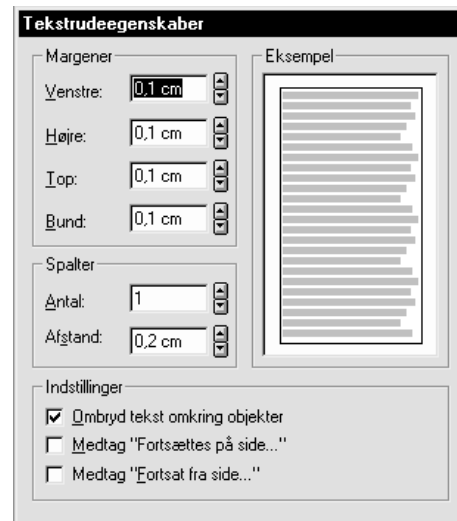 Tekstrudeegenskaber
Margener
Venstre: 0,1 cm
Højre: 0,1 cm
Top: 0,1 cm
Bund: 0,1 cm
Spalter
Antal: 1
Afstand: 0,2 cm
Eksempel
Indstillinger
Ombryd tekst omkring objekter
Medtag "Fortsættes på side..."
Medtag "Fortsat fra side..."